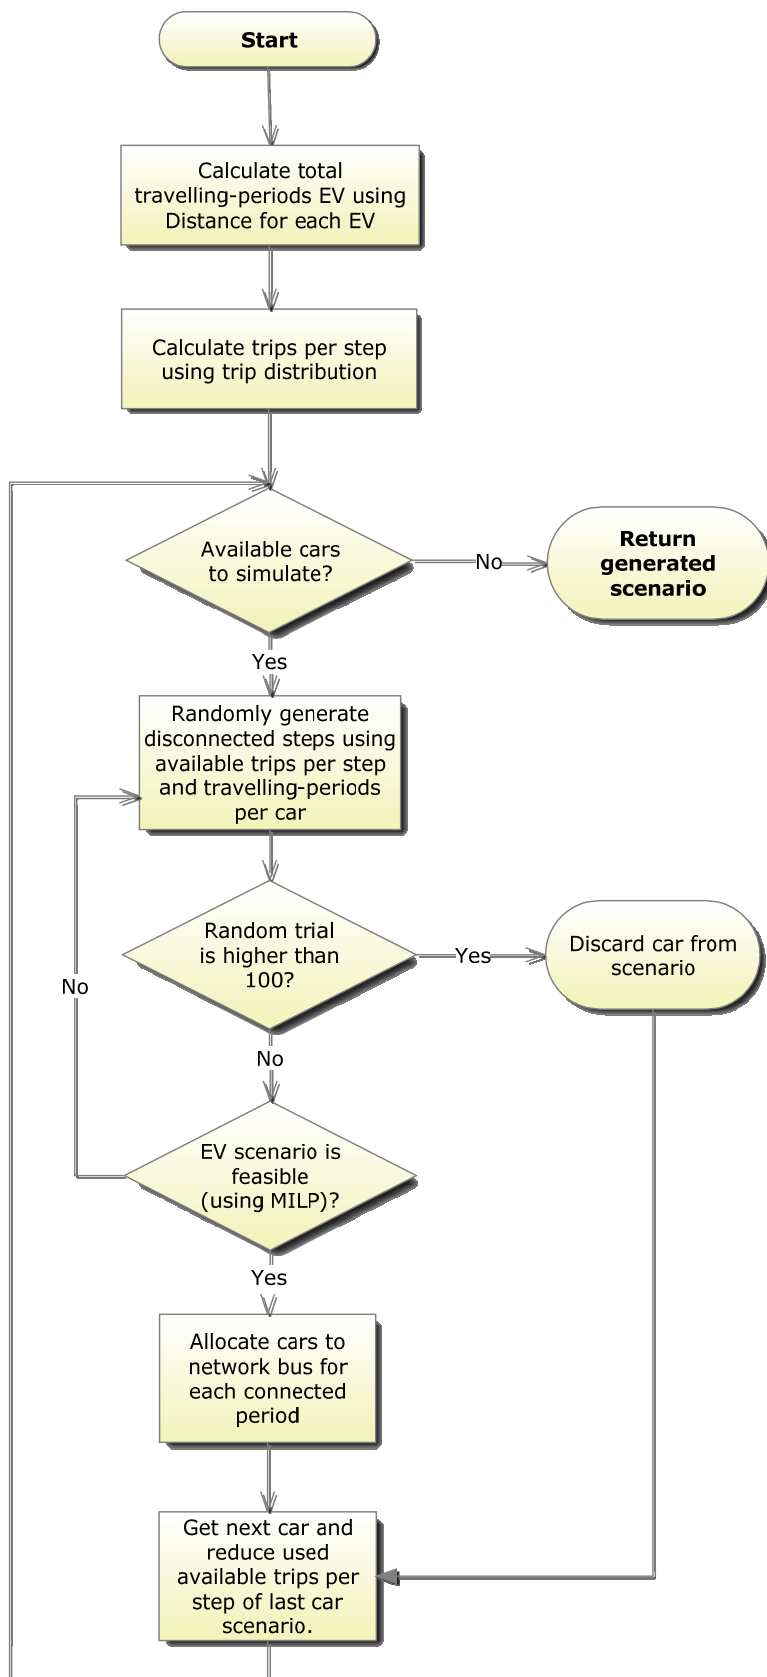 Start
Calculate total
travelling-periods EV using
Distance for each EV
Calculate trips per step
using trip distribution
Available cars
to simulate?
No
Return
generated
scenario
Yes
Randomly generate
disconnected steps using
available trips per step
and travelling-periods
per car
Random trial
is higher than
100?
Yes
Discard car from
scenario
No
No
EV scenario is
feasible
(using MILP)?
Yes
Allocate cars to
network bus for
each connected
period
Get next car and
reduce used
available trips per
step of last car
scenario.